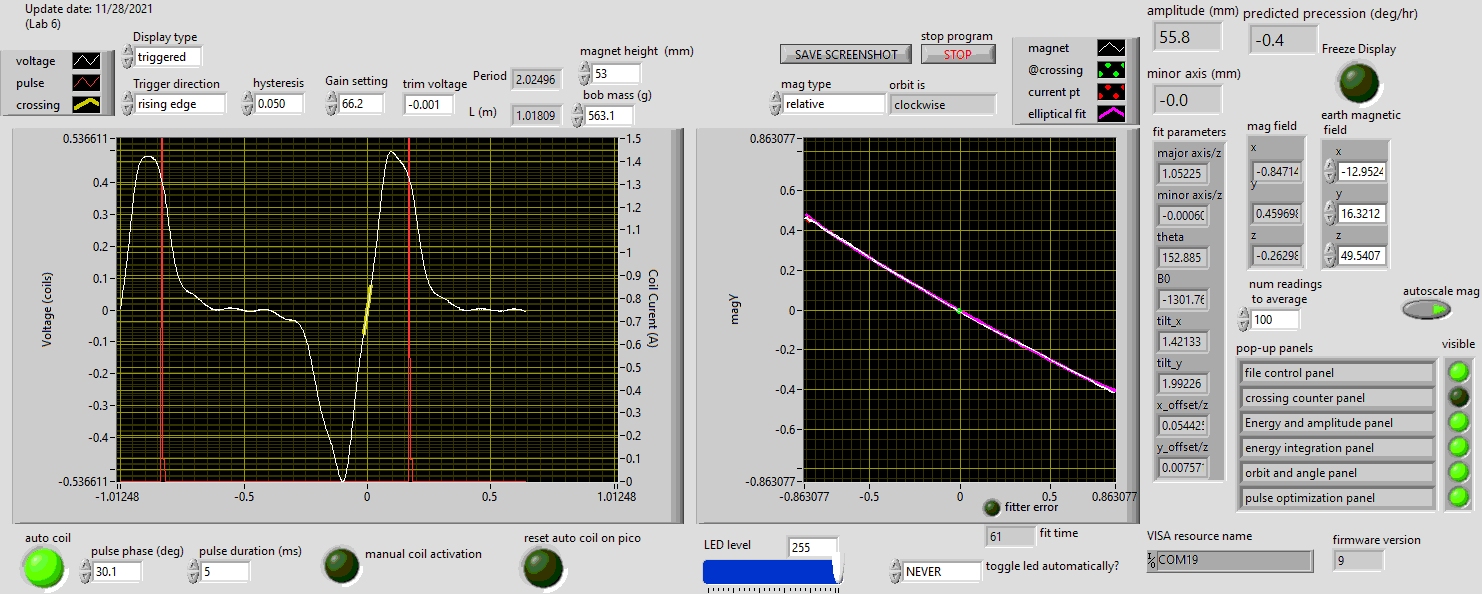 Update date: 11/28/2021
(Lab 6)
voltage
pulse
crossing
Display type
triggered
Trigger direction
rising edge
hysteresis
0.050
Gain setting
66.2
trim voltage
-0.001
Period
2.02496
L (m)
1.01809
magnet height (mm)
53
bob mass (g)
563.1
SAVE SCREENSHOT
stop program
STOP
mag type
relative
orbit is
clockwise
magnet
@crossing
current pt
elliptical fit
amplitude (mm)
55.8
predicted precession (deg/hr)
-0.4
minor axis (mm)
-0.0
Freeze Display
0.536611
0.4
0.3
0.2
0.1
0
-0.1
-0.2
-0.3
-0.4
-0.536611
Voltage (coils)
-1.01248
-0.5
0
0.5
1.01248
1.5
1.4
1.3
1.2
1.1
1
0.9
0.8
0.7
0.6
0.5
0.4
0.3
0.2
0.1
0
Coil Current (A)
0.863077
0.6
0.4
0.2
0
-0.2
-0.4
-0.6
-0.863077
magy
-0.863077
-0.5
0
0.5
0.863077
fitter error
fit parameters
major axis/z
1.05225
minor axis/z
-0.0006
theta
152.885
B0
-1301.76
tilt_x
1.42133
tilt_y
1.99226
x_offset/z
0.05442
y_offset/z
0.00757
mag field
x
-0.84714
y
0.459698
z
-0.26298
earth magnetic
field
x
-12.9524
y
16.3212
z
49.5407
num readings
to average
100
autoscale mag
pop-up panels
visible
file control panel
crossing counter panel
Energy and amplitude panel
energy integration panel
orbit and angle panel
pulse optimization panel
auto coil
pulse phase (deg)
30.1
pulse duration (ms)
5
manual coil activation
reset auto coil on pico
LED level
255
61
fit time
NEVER
toggle led automatically?
VISA resource name
COM19
firmware version
9